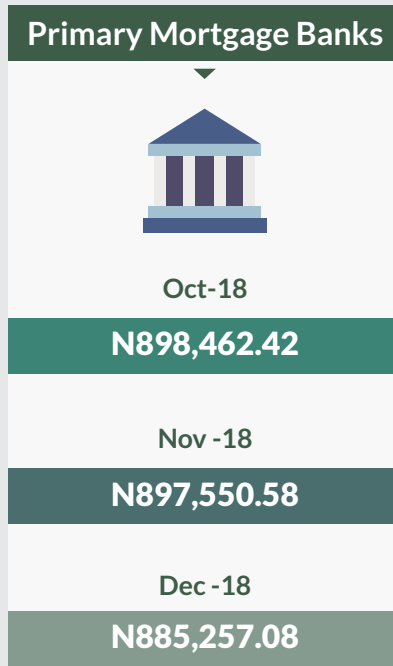 Primary Mortgage Banks
Oct-18
N898,462.42
Nov -18
N897,550.58
Dec -18
N885,257.08